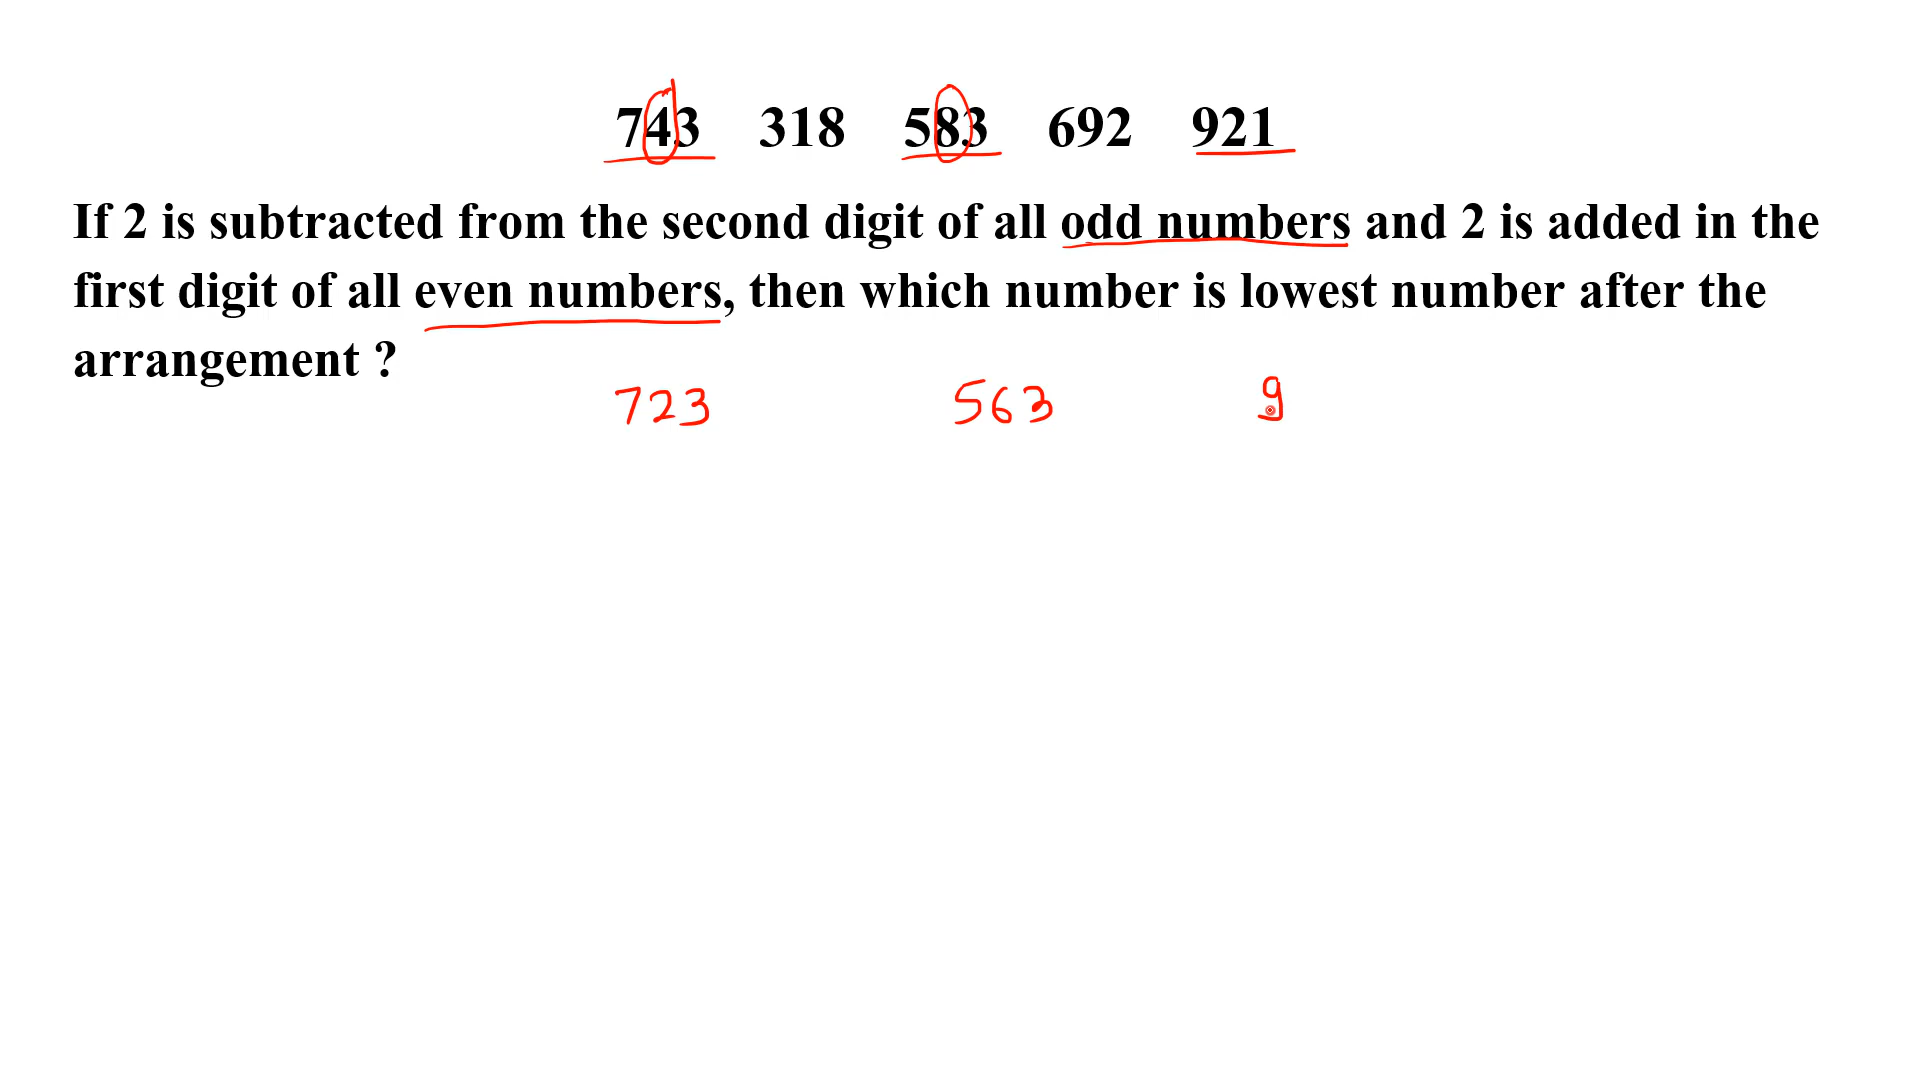 743 318 583 692 921
If 2 is subtracted from the second digit of all odd numbers and 2 is added in the
first digit of all even numbers, then which number is lowest number after the
arrangement ?
723 563 9